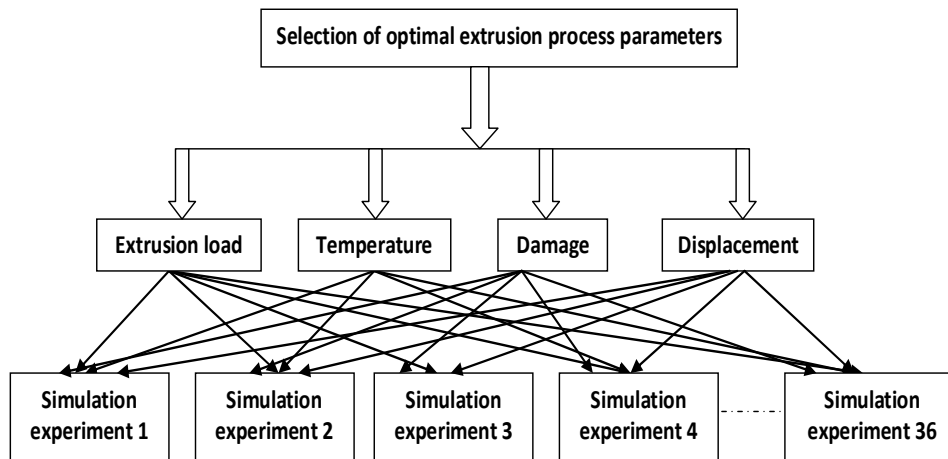 Selection of optimal extrusion process parameters
Extrusion load
Temperature
Damage
Displacement
Simulation
experiment 1
Simulation
experiment 2
Simulation
experiment 3
Simulation
experiment 4
Simulation
experiment 36